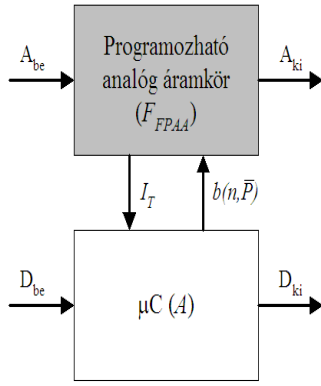 A_be
Programozható
analóg áramkör
(F_FPAA)
A_ki
I_T
b(n,P̅)
D_be
µC (A)
D_ki